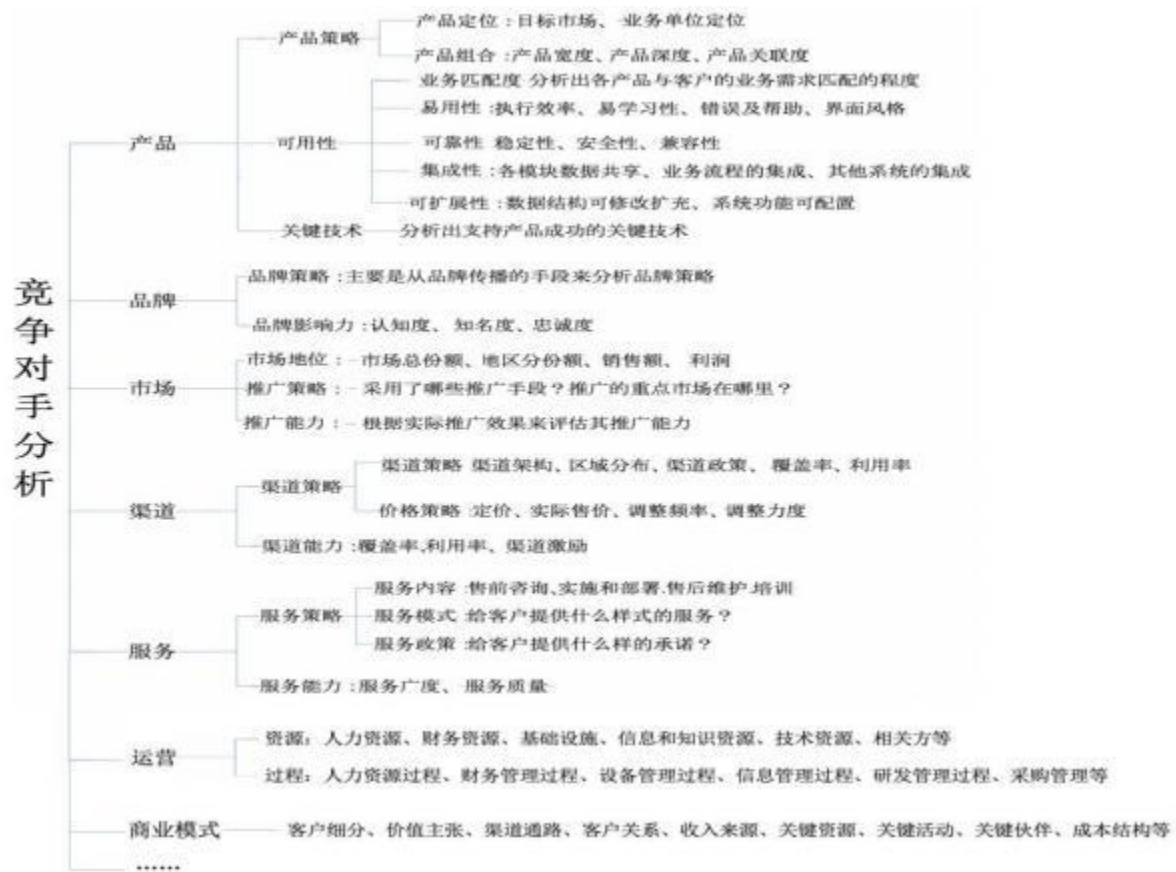 竞争对手分析
产品
产品策略
产品定位：目标市场、业务单位定位
产品组合：产品宽度、产品深度、产品关联度
可用性
业务匹配度 分析出各产品与客户的业务需求匹配的程度
易用性：执行效率、易学习性、错误及帮助、界面风格
可靠性 稳定性、安全性、兼容性
集成性：各模块数据共享、业务流程的集成、其他系统的集成
可扩展性：数据结构可修改扩充、系统功能可配置
关键技术 分析出支持产品成功的关键技术
品牌
品牌策略：主要是从品牌传播的手段来分析品牌策略
品牌影响力：认知度、知名度、忠诚度
市场
市场地位： 市场总份额、地区分份额、销售额、 利润
推广策略： 采用了哪些推广手段？推广的重点市场在哪里？
推广能力： 根据实际推广效果来评估其推广能力
渠道
渠道策略
渠道策略 渠道架构、区域分布、渠道政策、 覆盖率、利用率
价格策略 定价、实际售价、调整频率、调整力度
渠道能力：覆盖率,利用率、渠道激励
服务
服务策略
服务内容：售前咨询、实施和部署.售后维护.培训
服务模式 给客户提供什么样式的服务？
服务政策 给客户提供什么样的承诺？
服务能力：服务广度、 服务质量
运营
资源：人力资源、财务资源、基础设施、信息和知识资源、技术资源、相关方等
过程：人力资源过程、财务管理过程、设备管理过程、信息管理过程、研发管理过程、采购管理等
商业模式 客户细分、价值主张、渠道通路、客户关系、收入来源、关键资源、关键活动、关键伙伴、成本结构等
……